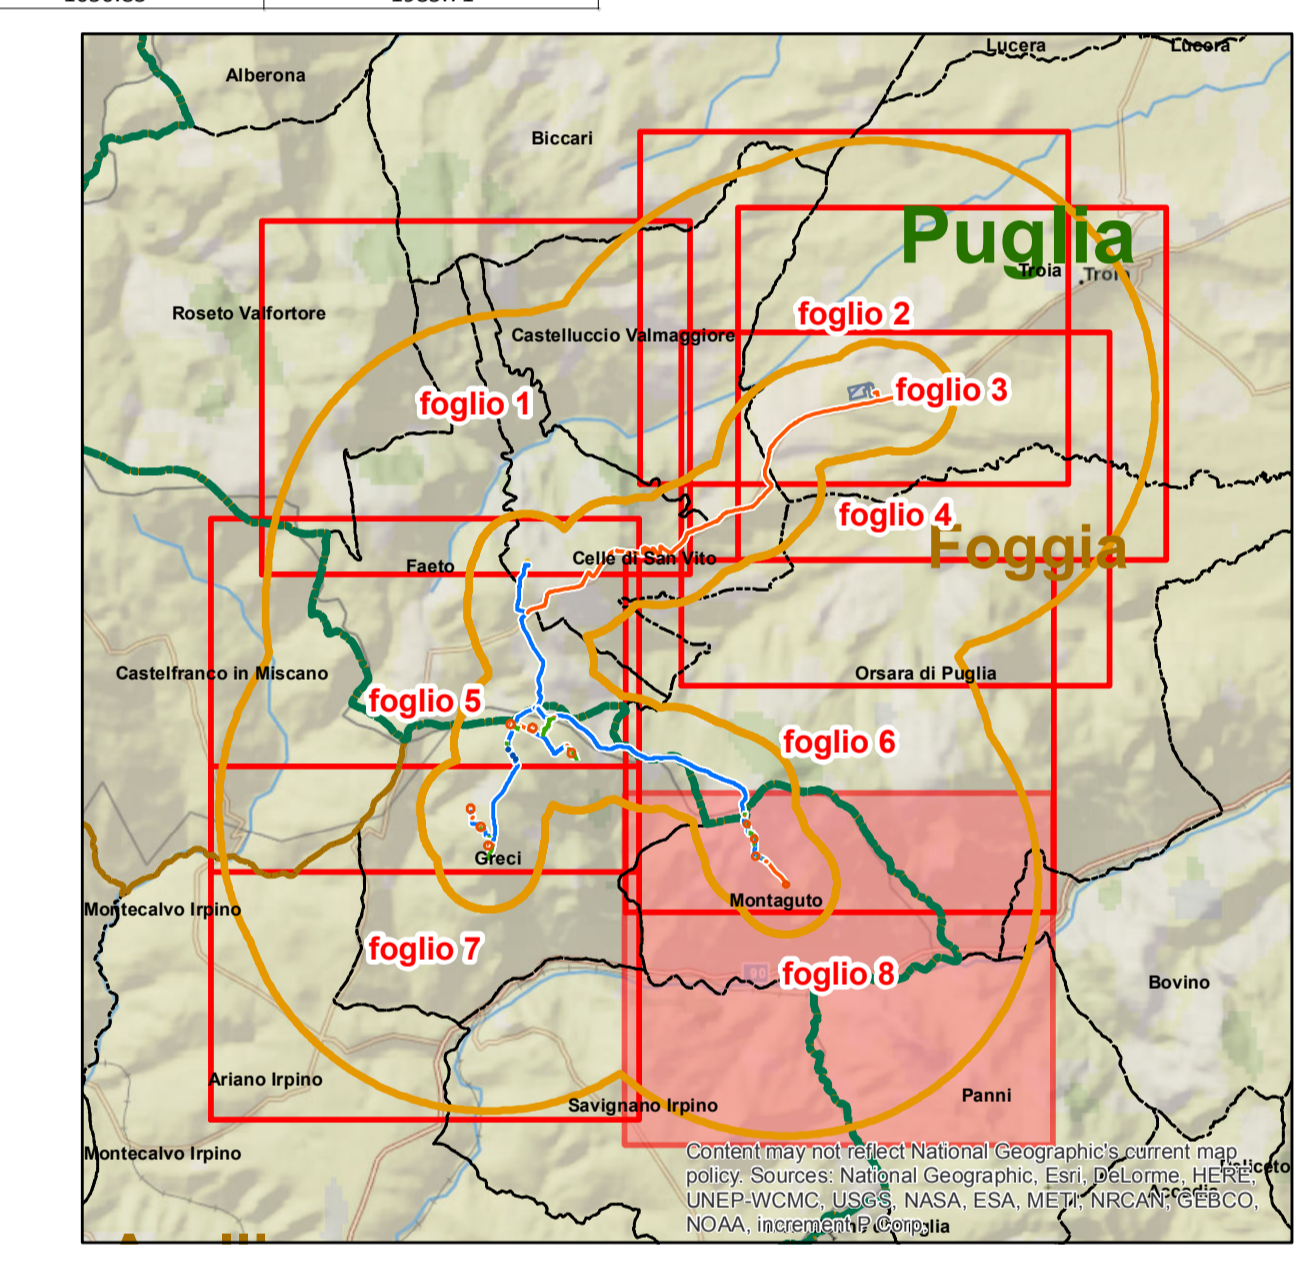 Lucera
Lucera
Alberona
Biccari
Puglia
Troia
Troia
Roseto Valfortore
foglio 2
Castelluccio Valmaggiore
foglio 1
foglio 3
foglio 4
Foggia
Faeto
Celle di San Vito
Castelfranco in Miscano
Orsara di Puglia
foglio 5
foglio 6
Greci
Montaguto
Montecalvo Irpino
foglio 7
90
foglio 8
Bovino
Ariano Irpino
Panni
Savignano Irpino
Montecalvo Irpino
Content may not reflect National Geographic's current map
policy. Sources: National Geographic, Esri, DeLorme, HERE,
UNEP-WCMC, USGS, NASA, ESA, METI, NRCAN, GEBCO,
NOAA, increment P Corp.